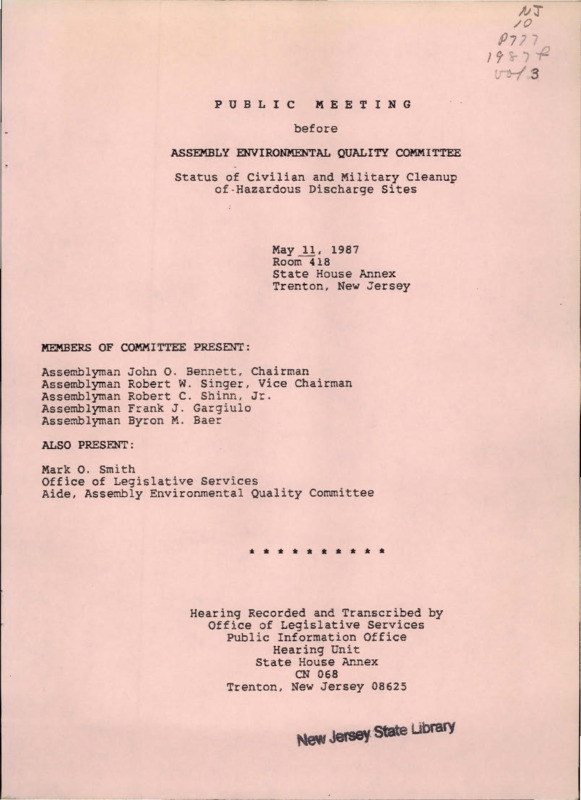 NJ
10
P777
1987f
vol.3
PUBLIC MEETING
before
ASSEMBLY ENVIRONMENTAL QUALITY COMMITTEE
Status of Civilian and Military Cleanup
of Hazardous Discharge Sites
May 11, 1987
Room 418
State House Annex
Trenton, New Jersey
MEMBERS OF COMMITTEE PRESENT:
Assemblyman John O. Bennett, Chairman
Assemblyman Robert W. Singer, Vice Chairman
Assemblyman Robert C. Shinn, Jr.
Assemblyman Frank J. Gargiulo
Assemblyman Byron M. Baer
ALSO PRESENT:
Mark O. Smith
Office of Legislative Services
Aide, Assembly Environmental Quality Committee
* * * * * * * * * *
Hearing Recorded and Transcribed by
Office of Legislative Services
Public Information Office
Hearing Unit
State House Annex
CN 068
Trenton, New Jersey 08625
New Jersey State Library